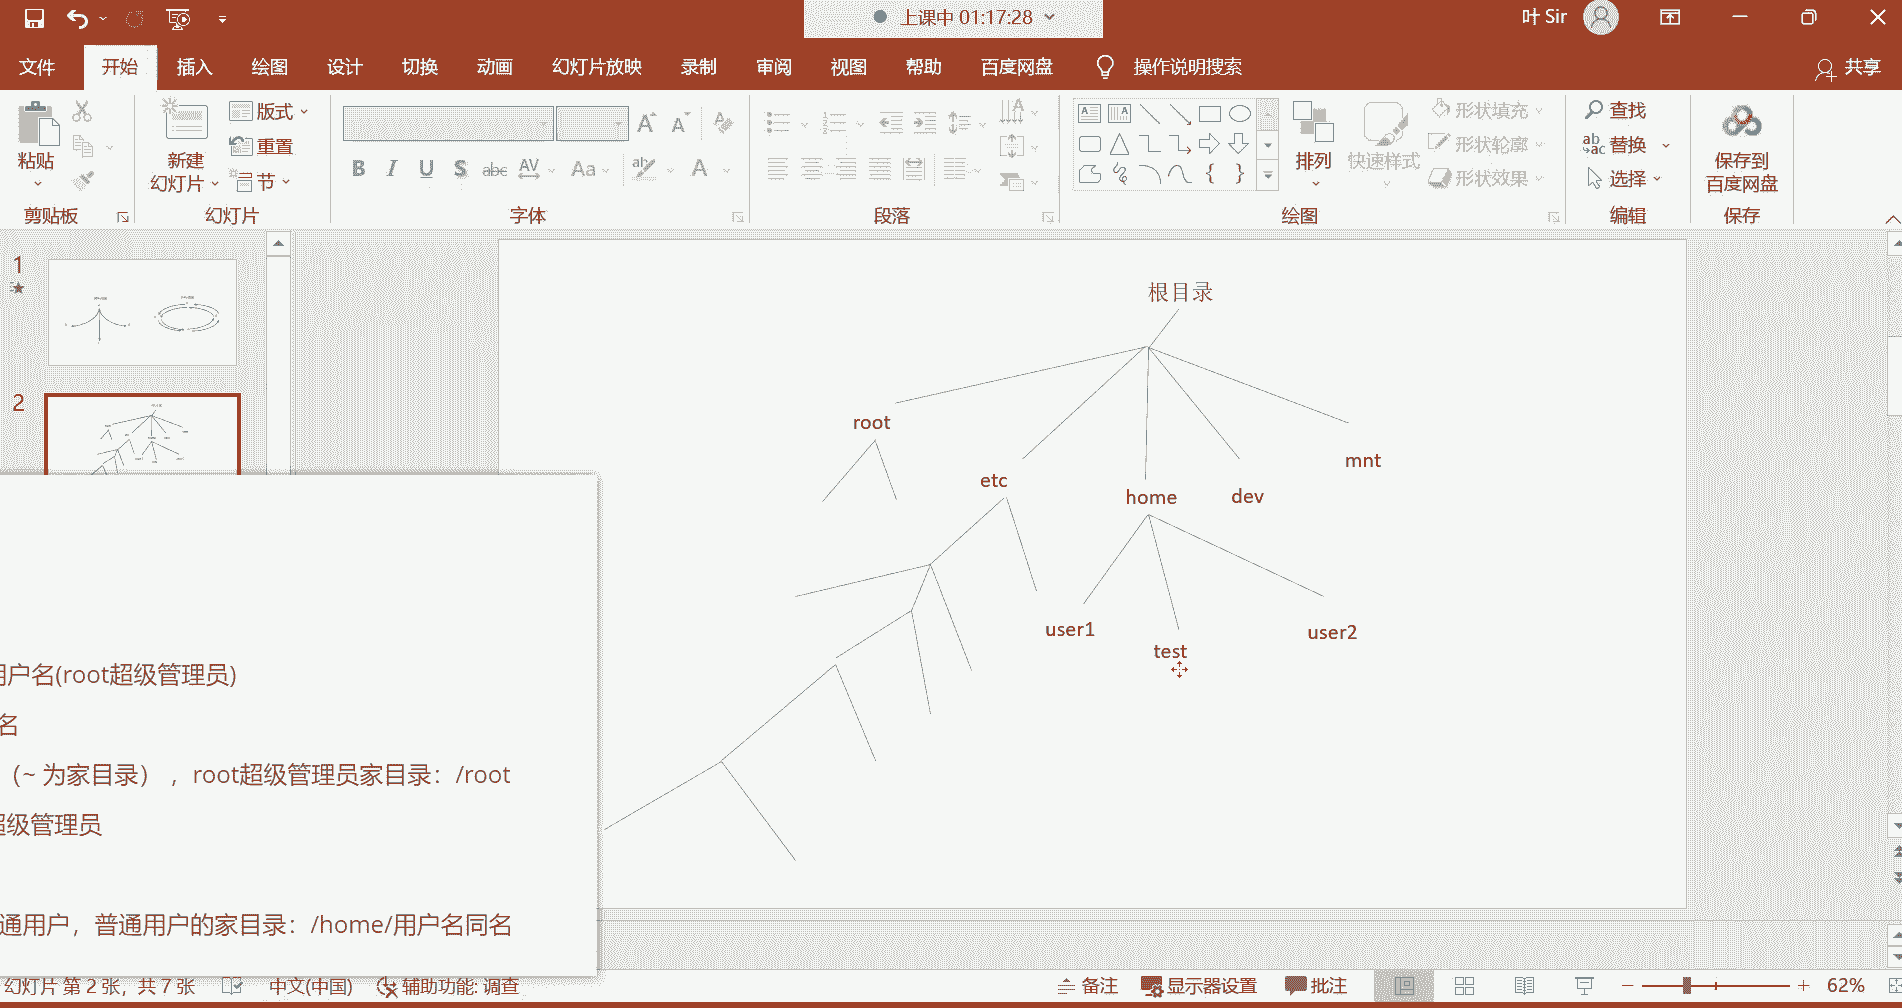 上课中 01:17:28
叶 Sir
文件 开始 插入 绘图 设计 切换 动画 幻灯片放映 录制 审阅 视图 帮助 百度网盘 操作说明搜索 共享
粘贴
剪贴板
新建
幻灯片
版式
重置
节
幻灯片
B I U S abc AV Aa A
字体
段落
排列
快速样式
形状填充
形状轮廓
形状效果
绘图
查找
替换
选择
编辑
保存到
百度网盘
保存
1
2
根目录
root
etc
home
dev
mnt
user1
test
user2
用户名(root超级管理员)
名
（~ 为家目录），root超级管理员家目录：/root
超级管理员
通用户，普通用户的家目录：/home/用户名同名
幻灯片 第 2 张，共 7 张 中文(中国) 辅助功能: 调查 备注 显示器设置 批注 62%